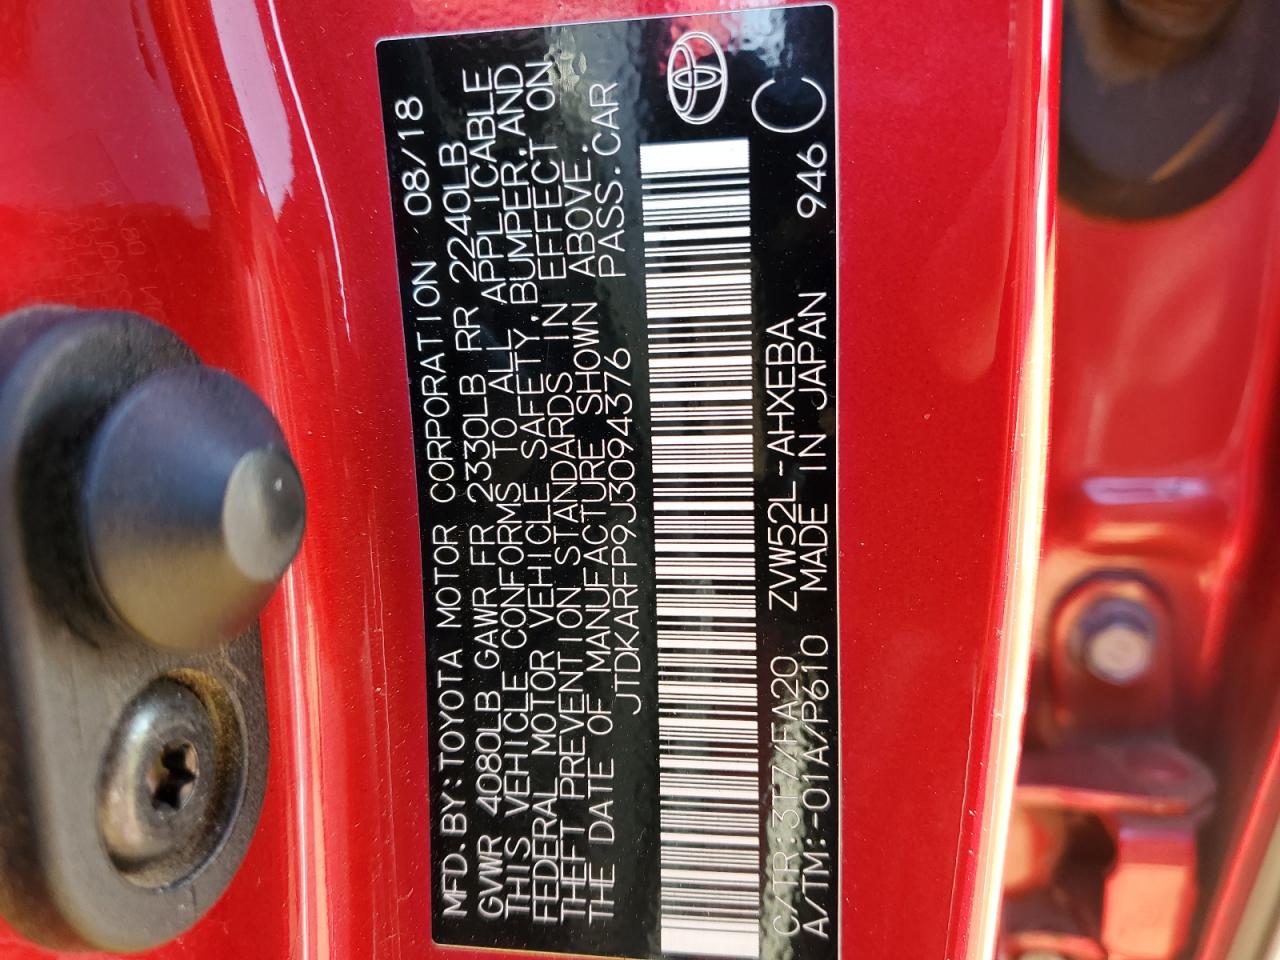 MFD. BY: TOYOTA MOTOR CORPORATION 08/18
GVWR 4080LB GAWR FR 2330LB RR 2240LB
THIS VEHICLE CONFORMS TO ALL APPLICABLE
FEDERAL MOTOR VEHICLE SAFETY, BUMPER, AND
THEFT PREVENTION STANDARDS IN EFFECT ON
THE DATE OF MANUFACTURE SHOWN ABOVE.
JTDKARFP9J3094376 PASS. CAR
C/TR:3T7/FA20 ZVW52L-AHXEBA C
A/TM:-01A/P610 MADE IN JAPAN 946